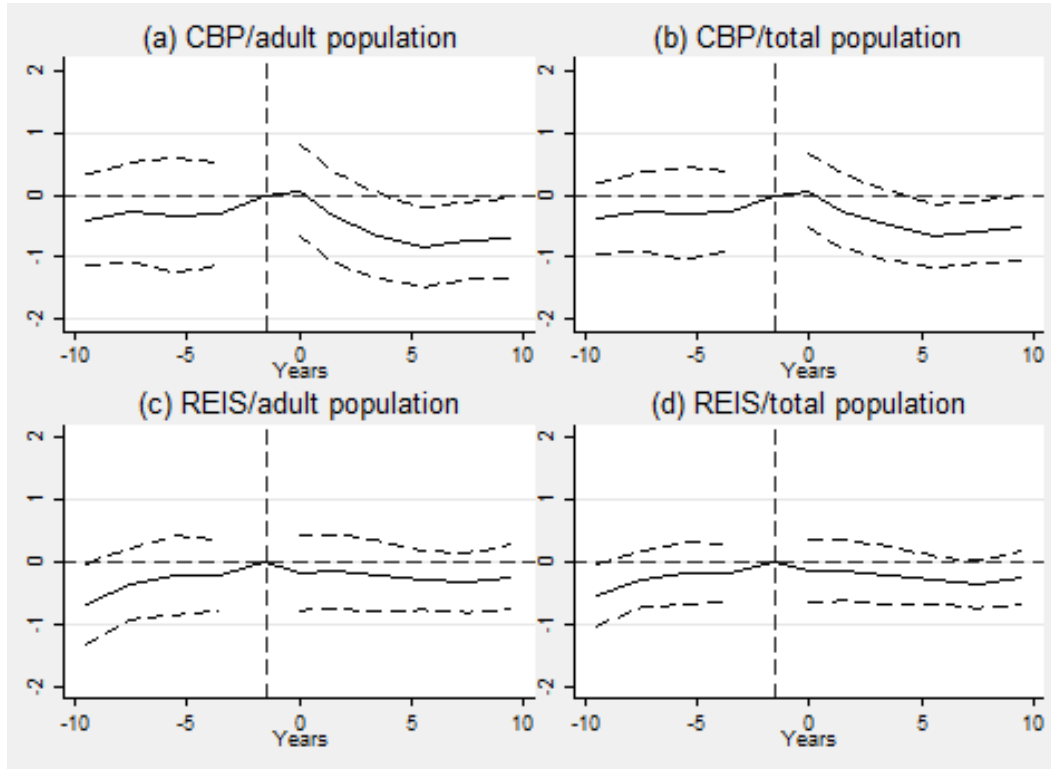 (a) CBP/adult population
2
1
0
-1
-2
-10 -5 0 5 10
Years
(b) CBP/total population
2
1
0
-1
-2
-10 -5 0 5 10
Years
(c) REIS/adult population
2
1
0
-1
-2
-10 -5 0 5 10
Years
(d) REIS/total population
2
1
0
-1
-2
-10 -5 0 5 10
Years